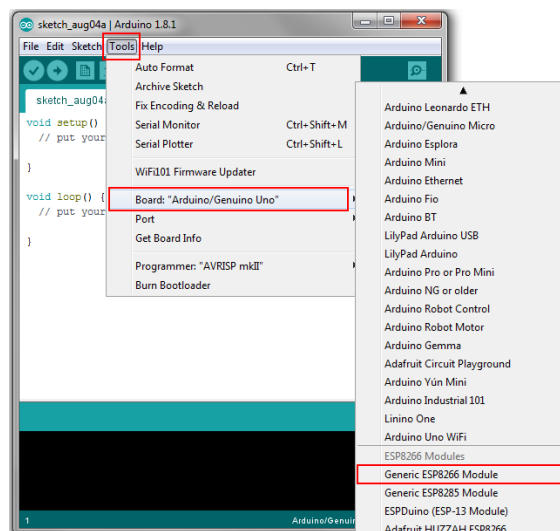 sketch_aug04a | Arduino 1.8.1
File Edit Sketch Tools Help
sketch_aug04
void setup()
// put your
}
void loop() {
// put your
}
Auto Format Ctrl+T
Archive Sketch
Fix Encoding & Reload
Serial Monitor Ctrl+Shift+M
Serial Plotter Ctrl+Shift+L
WiFi101 Firmware Updater
Board: "Arduino/Genuino Uno"
Port
Get Board Info
Programmer: "AVRISP mkII"
Burn Bootloader
Arduino Leonardo ETH
Arduino/Genuino Micro
Arduino Esplora
Arduino Mini
Arduino Ethernet
Arduino Fio
Arduino BT
LilyPad Arduino USB
LilyPad Arduino
Arduino Pro or Pro Mini
Arduino NG or older
Arduino Robot Control
Arduino Robot Motor
Arduino Gemma
Adafruit Circuit Playground
Arduino Yún Mini
Arduino Industrial 101
Linino One
Arduino Uno WiFi
ESP8266 Modules
Generic ESP8266 Module
Generic ESP8285 Module
ESPDuino (ESP-13 Module)
Adafruit HUZZAH ESP8266
1 Arduino/Genuin